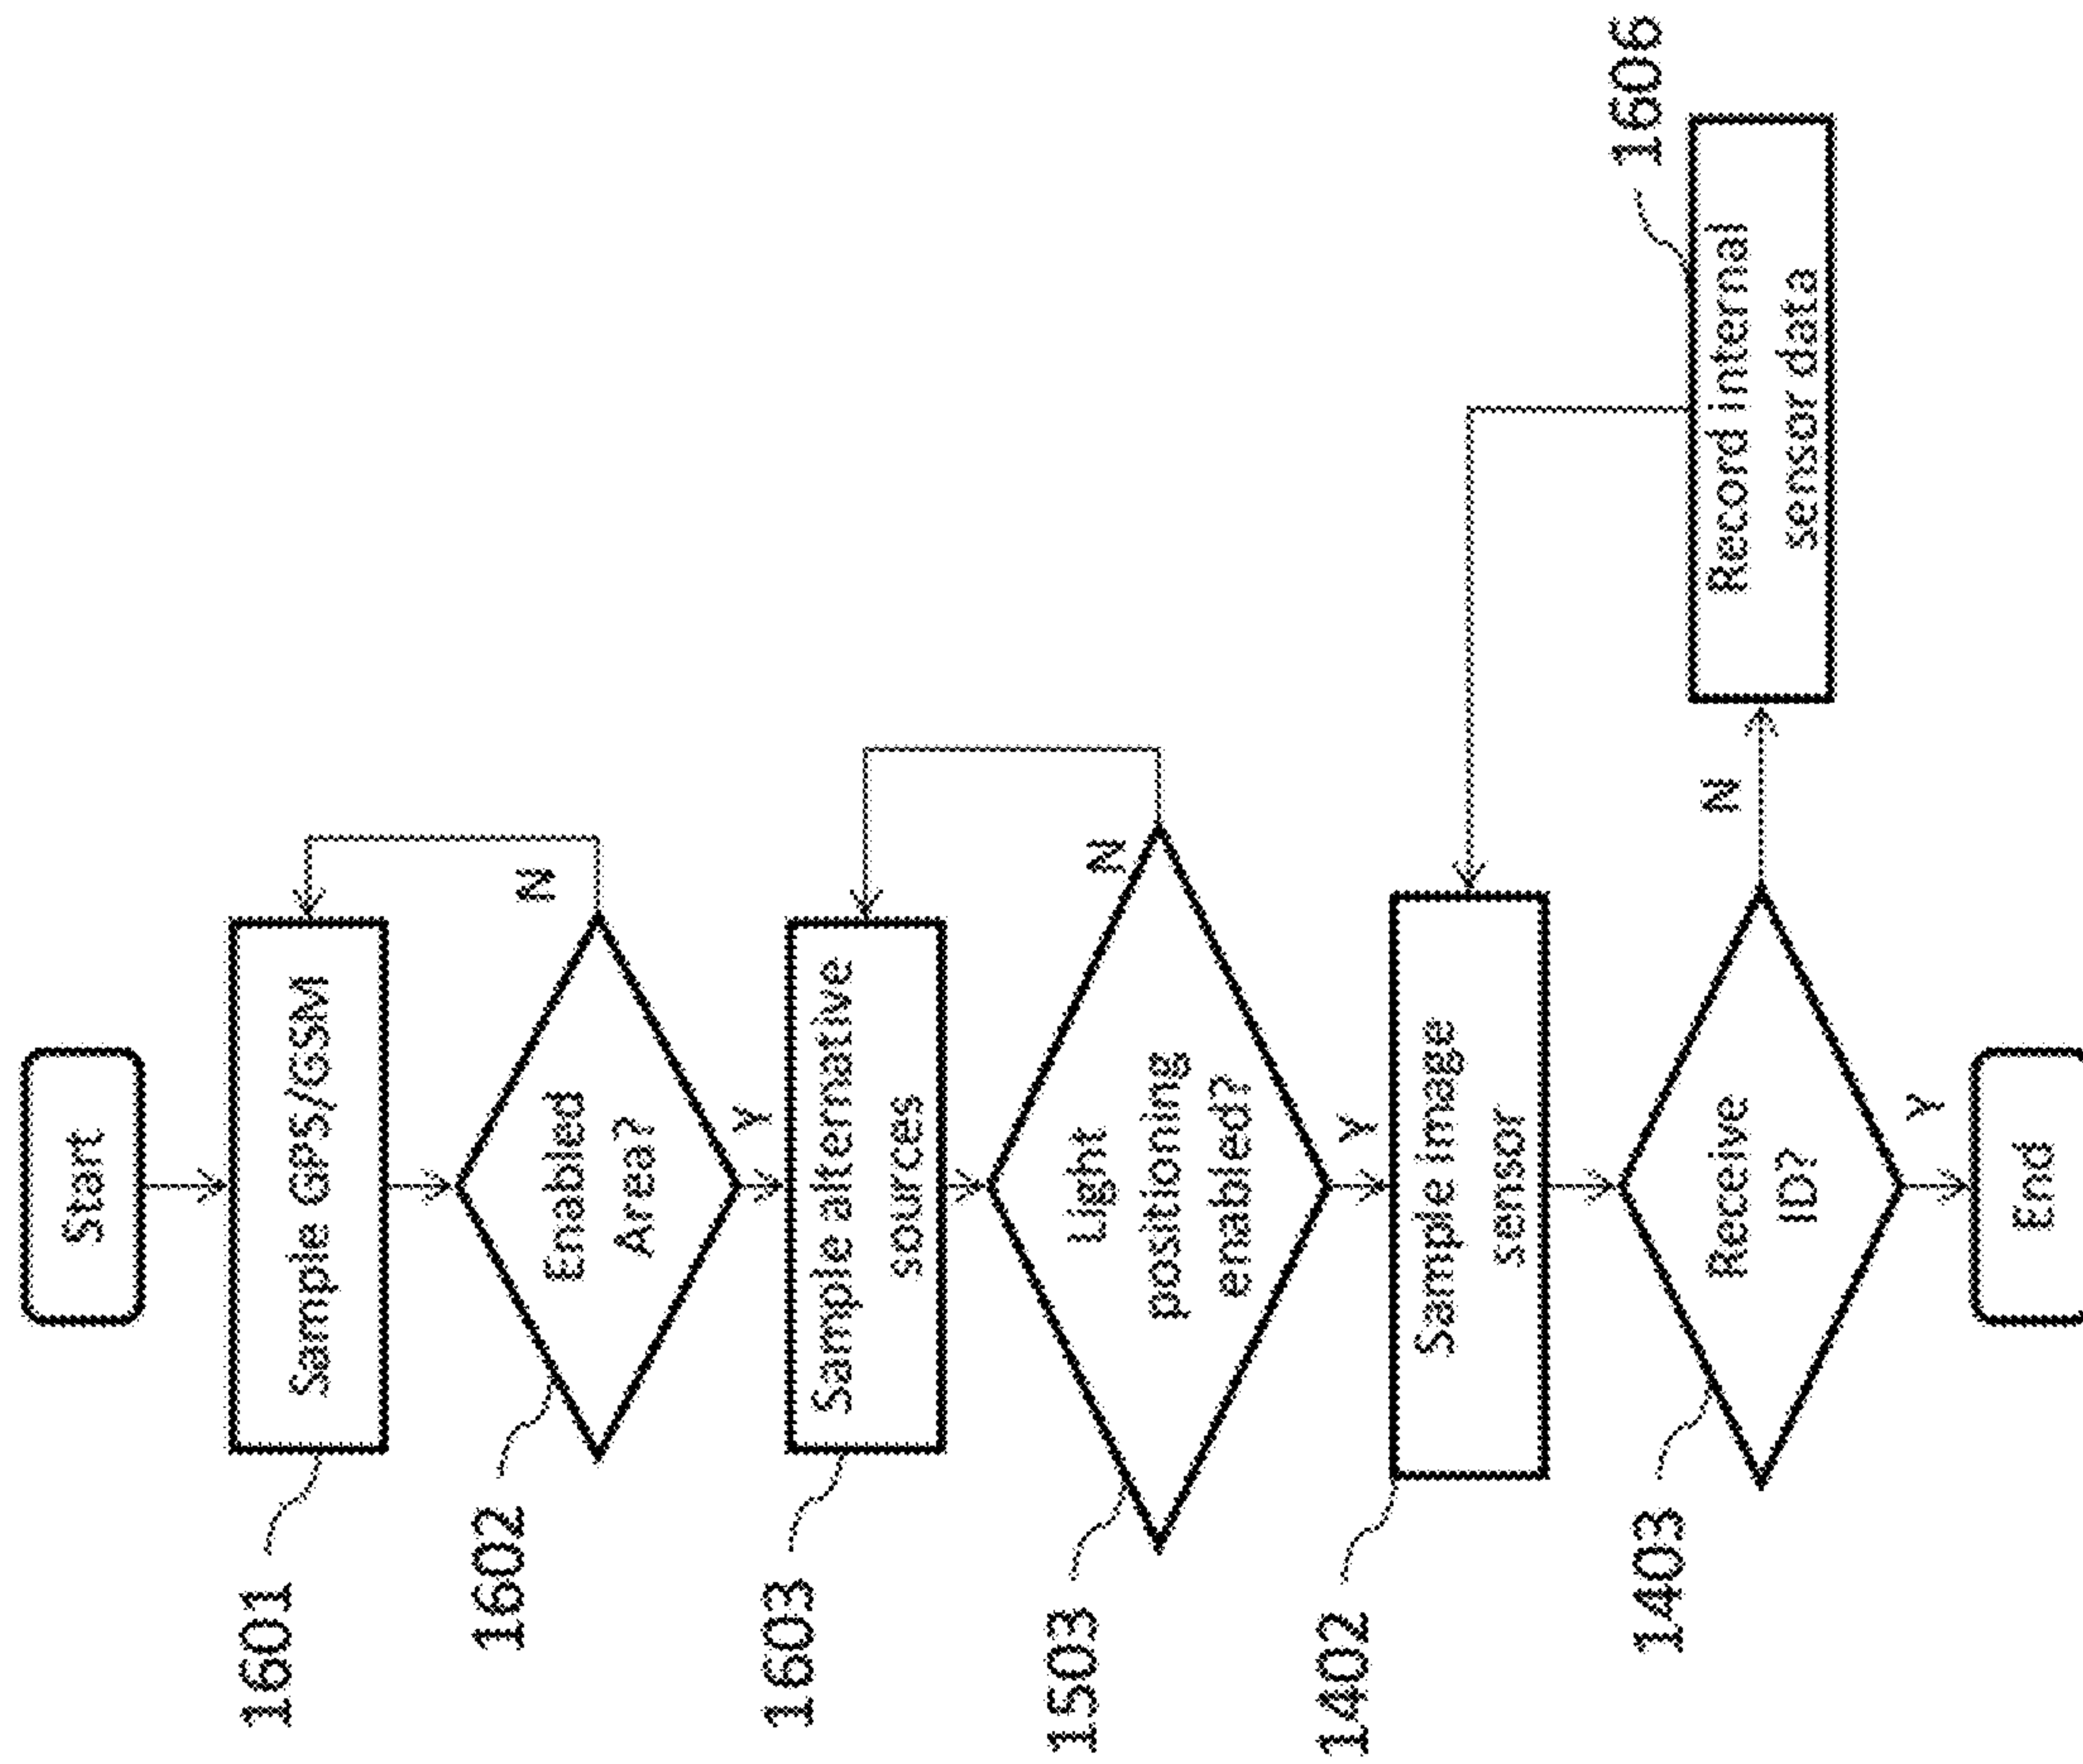 Start
1601
Sample GPS/GSM
1602
Enabled
Area?
N
Y
1603
Sample alternative
sources
1503
Light
positioning
enabled?
N
Y
1402
Sample image
sensor
1403
Receive
ID?
N
1606
Record internal
sensor data
Y
End